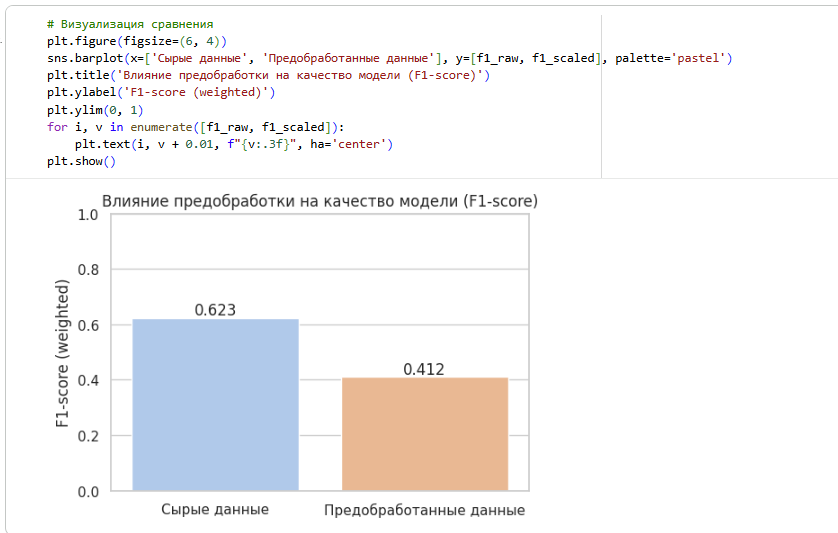 # Визуализация сравнения
plt.figure(figsize=(6, 4))
sns.barplot(x=['Сырые данные', 'Предобработанные данные'], y=[f1_raw, f1_scaled], palette='pastel')
plt.title('Влияние предобработки на качество модели (F1-score)')
plt.ylabel('F1-score (weighted)')
plt.ylim(0, 1)
for i, v in enumerate([f1_raw, f1_scaled]):
    plt.text(i, v + 0.01, f"{v:.3f}", ha='center')
plt.show()
Влияние предобработки на качество модели (F1-score)
F1-score (weighted)
1.0
0.8
0.6
0.4
0.2
0.0
0.623
0.412
Сырые данные
Предобработанные данные